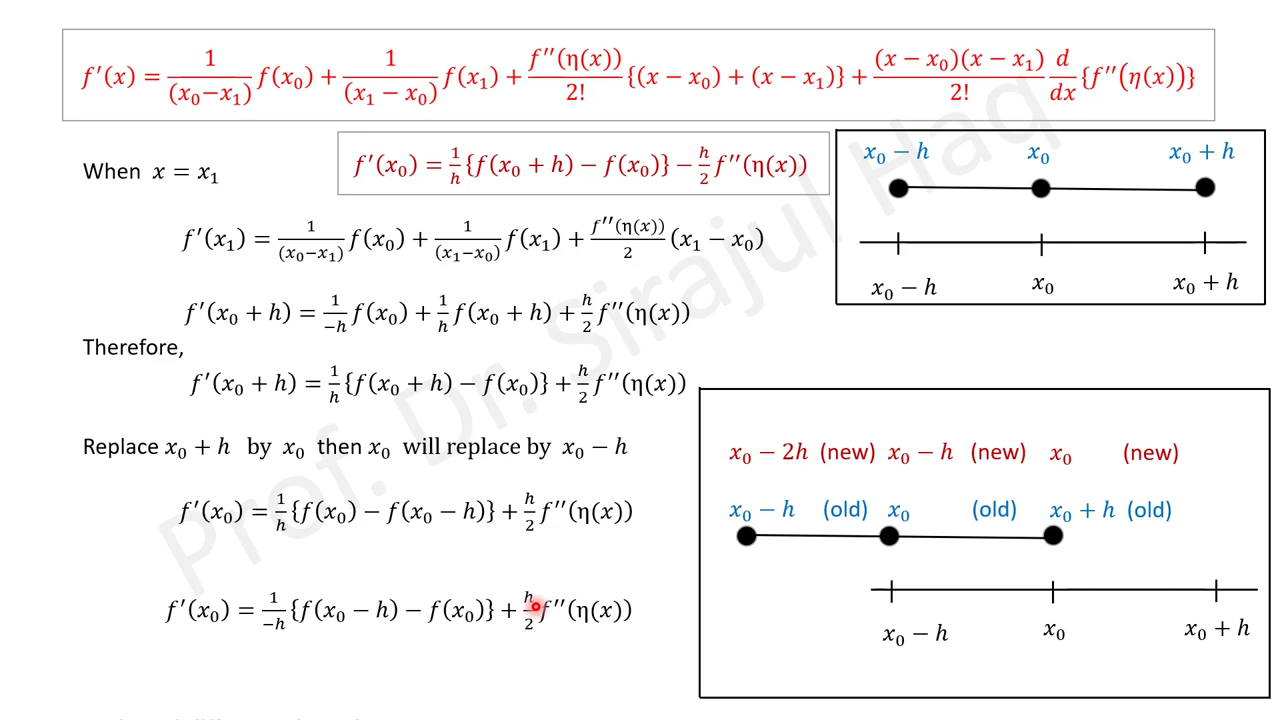 f′(x) = 1/(x₀−x₁) f(x₀) + 1/(x₁ − x₀) f(x₁) + f′′(η(x))/2! {(x − x₀) + (x − x₁)} + (x − x₀)(x − x₁)/2! d/dx {f′′(η(x))}
When x = x₁
f′(x₀) = 1/h {f(x₀ + h) − f(x₀)} − h/2 f′′(η(x))
x₀ − h x₀ x₀ + h
x₀ − h x₀ x₀ + h
f′(x₁) = 1/(x₀−x₁) f(x₀) + 1/(x₁−x₀) f(x₁) + f′′(η(x))/2 (x₁ − x₀)
f′(x₀ + h) = 1/−h f(x₀) + 1/h f(x₀ + h) + h/2 f′′(η(x))
Therefore,
f′(x₀ + h) = 1/h {f(x₀ + h) − f(x₀)} + h/2 f′′(η(x))
Replace x₀ + h by x₀ then x₀ will replace by x₀ − h
f′(x₀) = 1/h {f(x₀) − f(x₀ − h)} + h/2 f′′(η(x))
f′(x₀) = 1/−h {f(x₀ − h) − f(x₀)} + h/2 f′′(η(x))
x₀ − 2h (new) x₀ − h (new) x₀ (new)
x₀ − h (old) x₀ (old) x₀ + h (old)
x₀ − h x₀ x₀ + h
Prof. Dr. Sirajul Haq